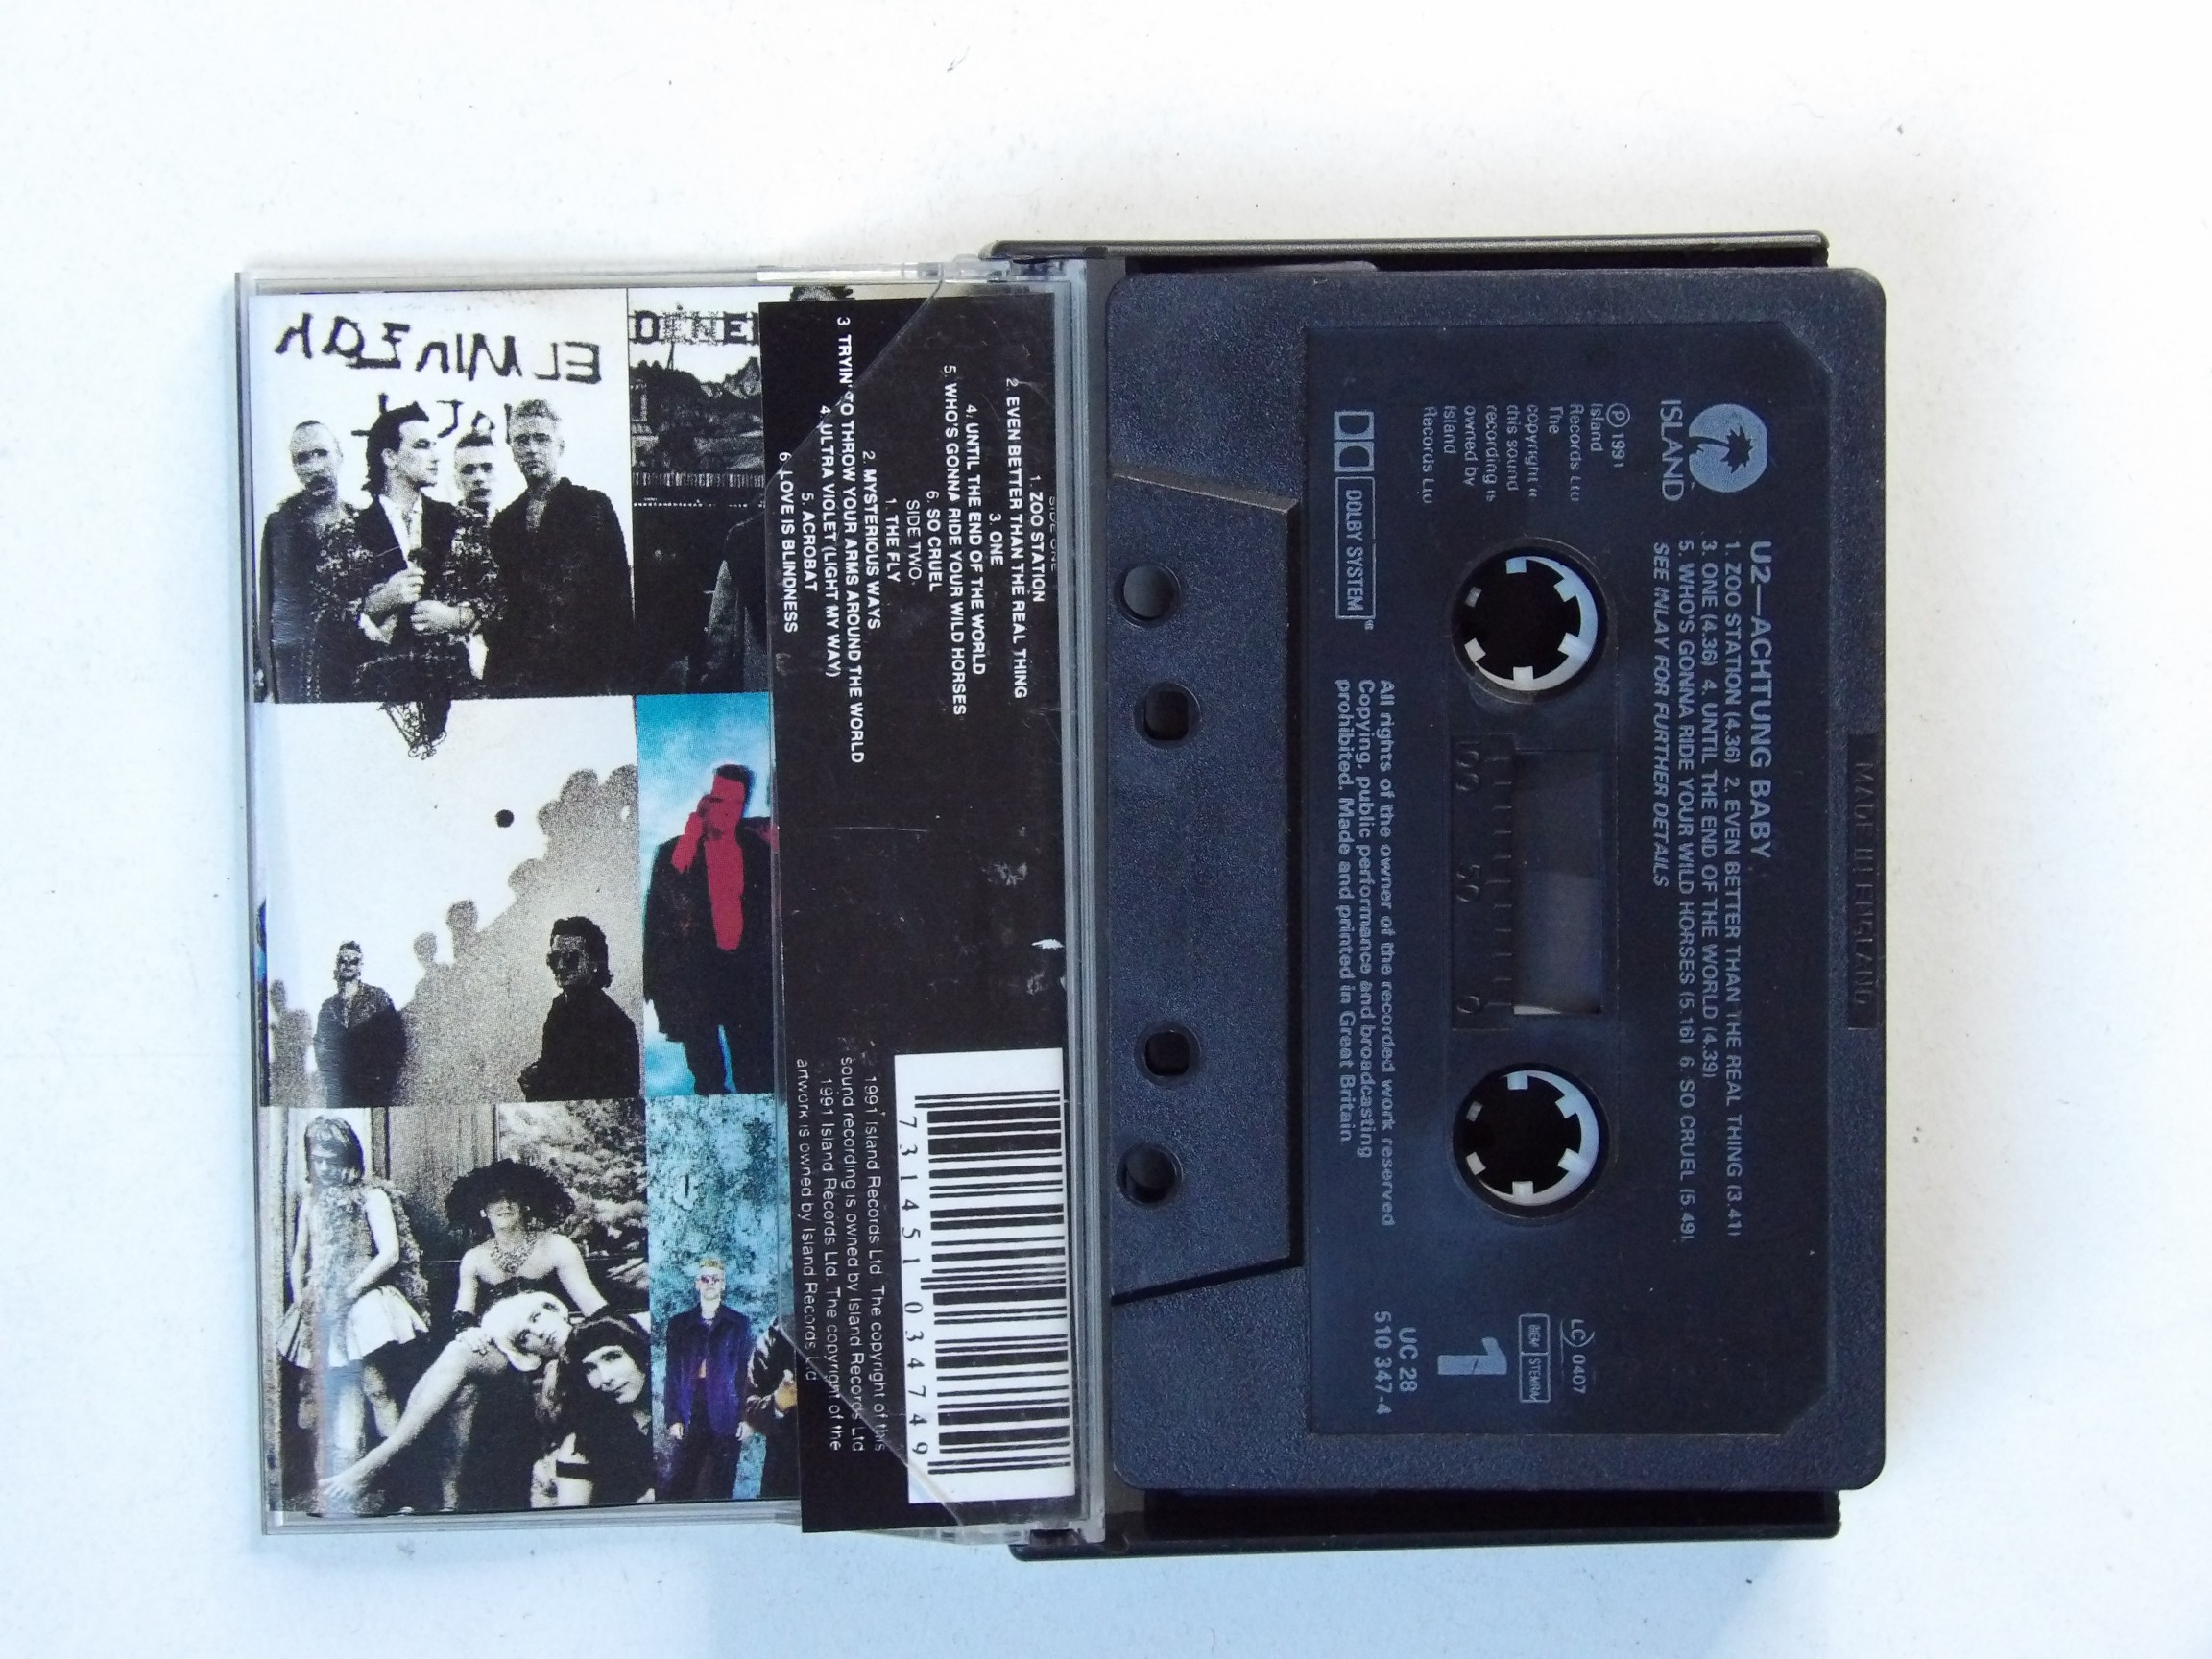 ISLAND
U2—ACHTUNG BABY
1. ZOO STATION (4.36) 2. EVEN BETTER THAN THE REAL THING (3.41)
3. ONE (4.36) 4. UNTIL THE END OF THE WORLD (4.39)
5. WHO'S GONNA RIDE YOUR WILD HORSES (5.16) 6. SO CRUEL (5.49).
SEE INLAY FOR FURTHER DETAILS
Ⓟ 1991
Island
Records Ltd
The
copyright in
this sound
recording is
owned by
Island
Records Ltd
DOLBY SYSTEM
LC 0407
BIEM STEMRA
1
UC 28
510 347-4
100 50 0
All rights of the owner of the recorded work reserved
Copying, public performance and broadcasting
prohibited. Made and printed in Great Britain
MADE IN ENGLAND
SIDE ONE
1. ZOO STATION
2. EVEN BETTER THAN THE REAL THING
3. ONE
4. UNTIL THE END OF THE WORLD
5. WHO'S GONNA RIDE YOUR WILD HORSES
6. SO CRUEL
SIDE TWO.
1. THE FLY
2. MYSTERIOUS WAYS
3 TRYIN' TO THROW YOUR ARMS AROUND THE WORLD
4. ULTRA VIOLET (LIGHT MY WAY)
5. ACROBAT
6. LOVE IS BLINDNESS
7 31451 03474 9
1991 Island Records Ltd The copyright of this
sound recording is owned by Island Records Ltd
1991 Island Records Ltd. The copyright of the
artwork is owned by Island Records Ltd